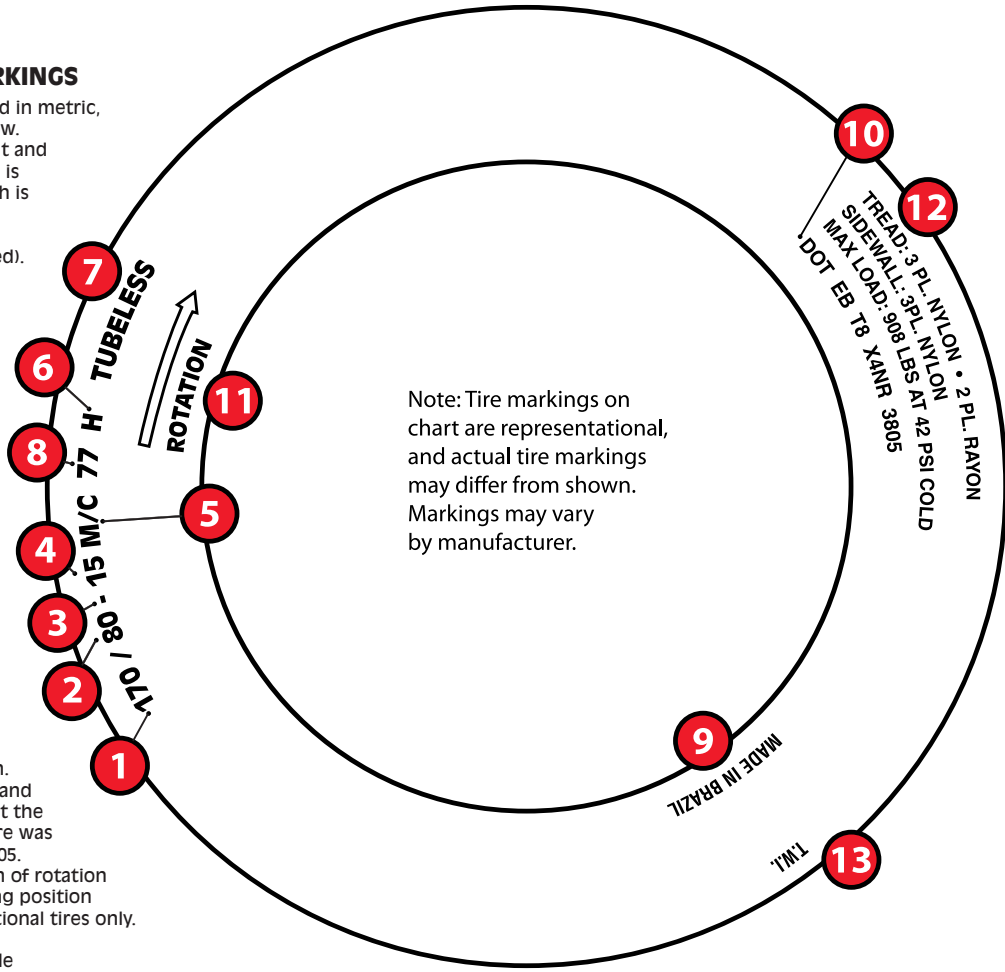 RKINGS
d in metric,
w.
t and
is
h is
ed).
7
TUBELESS
6
H
8
77
ROTATION
11
5
M/C
4
15
3
-
80
2
/
170
1
10
12
TREAD: 3 PL. NYLON • 2 PL. RAYON
SIDEWALL: 3PL. NYLON
MAX LOAD: 908 LBS AT 42 PSI COLD
DOT EB T8 X4NR 3805
Note: Tire markings on
chart are representational,
and actual tire markings
may differ from shown.
Markings may vary
by manufacturer.
9
MADE IN BRAZIL
T.W.I.
13
n.
and
t the
re was
05.
n of rotation
ng position
tional tires only.
le